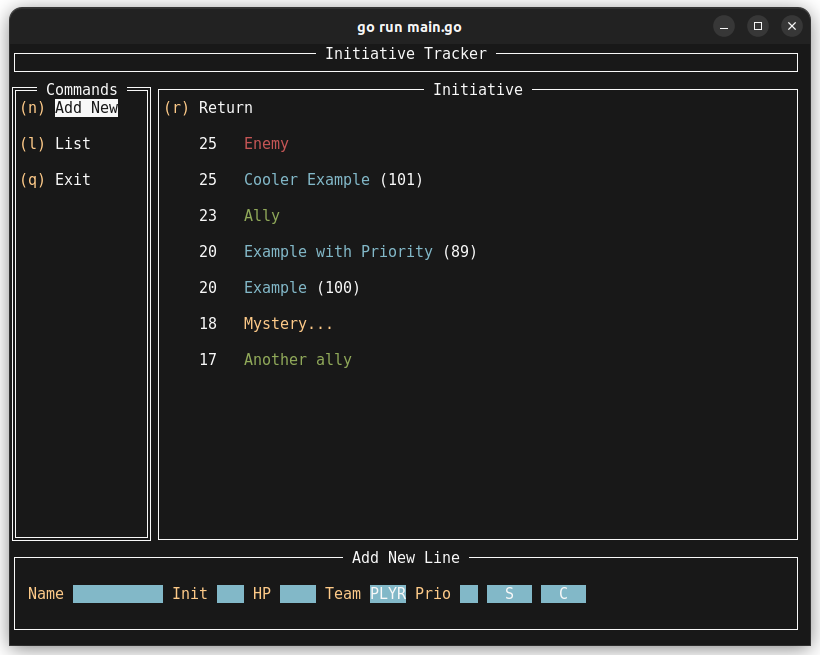 go run main.go
Initiative Tracker
Commands
(n) Add New
(l) List
(q) Exit
Initiative
(r) Return
25 Enemy
25 Cooler Example (101)
23 Ally
20 Example with Priority (89)
20 Example (100)
18 Mystery...
17 Another ally
Add New Line
Name Init HP Team PLYR Prio S C